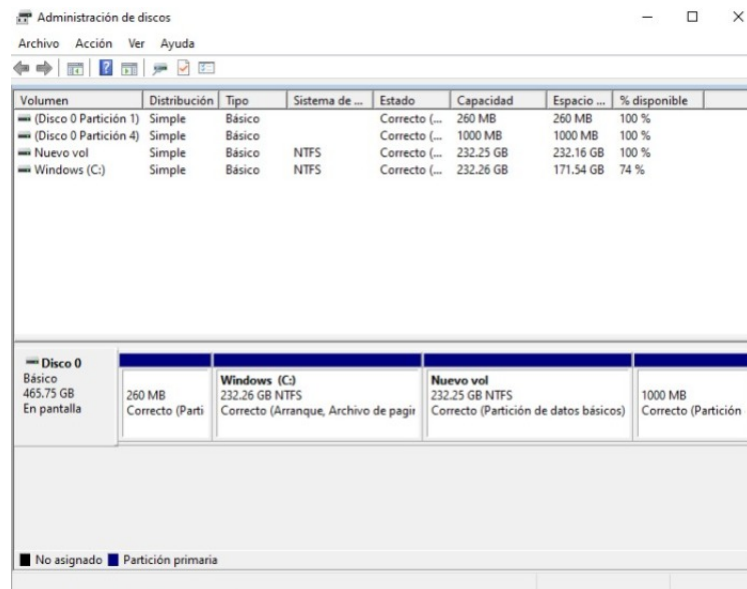 Administración de discos
Archivo Acción Ver Ayuda
Volumen Distribución Tipo Sistema de ... Estado Capacidad Espacio ... % disponible
(Disco 0 Partición 1) Simple Básico Correcto (... 260 MB 260 MB 100 %
(Disco 0 Partición 4) Simple Básico Correcto (... 1000 MB 1000 MB 100 %
Nuevo vol Simple Básico NTFS Correcto (... 232.25 GB 232.16 GB 100 %
Windows (C:) Simple Básico NTFS Correcto (... 232.26 GB 171.54 GB 74 %
Disco 0
Básico
465.75 GB
En pantalla
260 MB
Correcto (Parti
Windows (C:)
232.26 GB NTFS
Correcto (Arranque, Archivo de pagir
Nuevo vol
232.25 GB NTFS
Correcto (Partición de datos básicos)
1000 MB
Correcto (Partición
No asignado Partición primaria